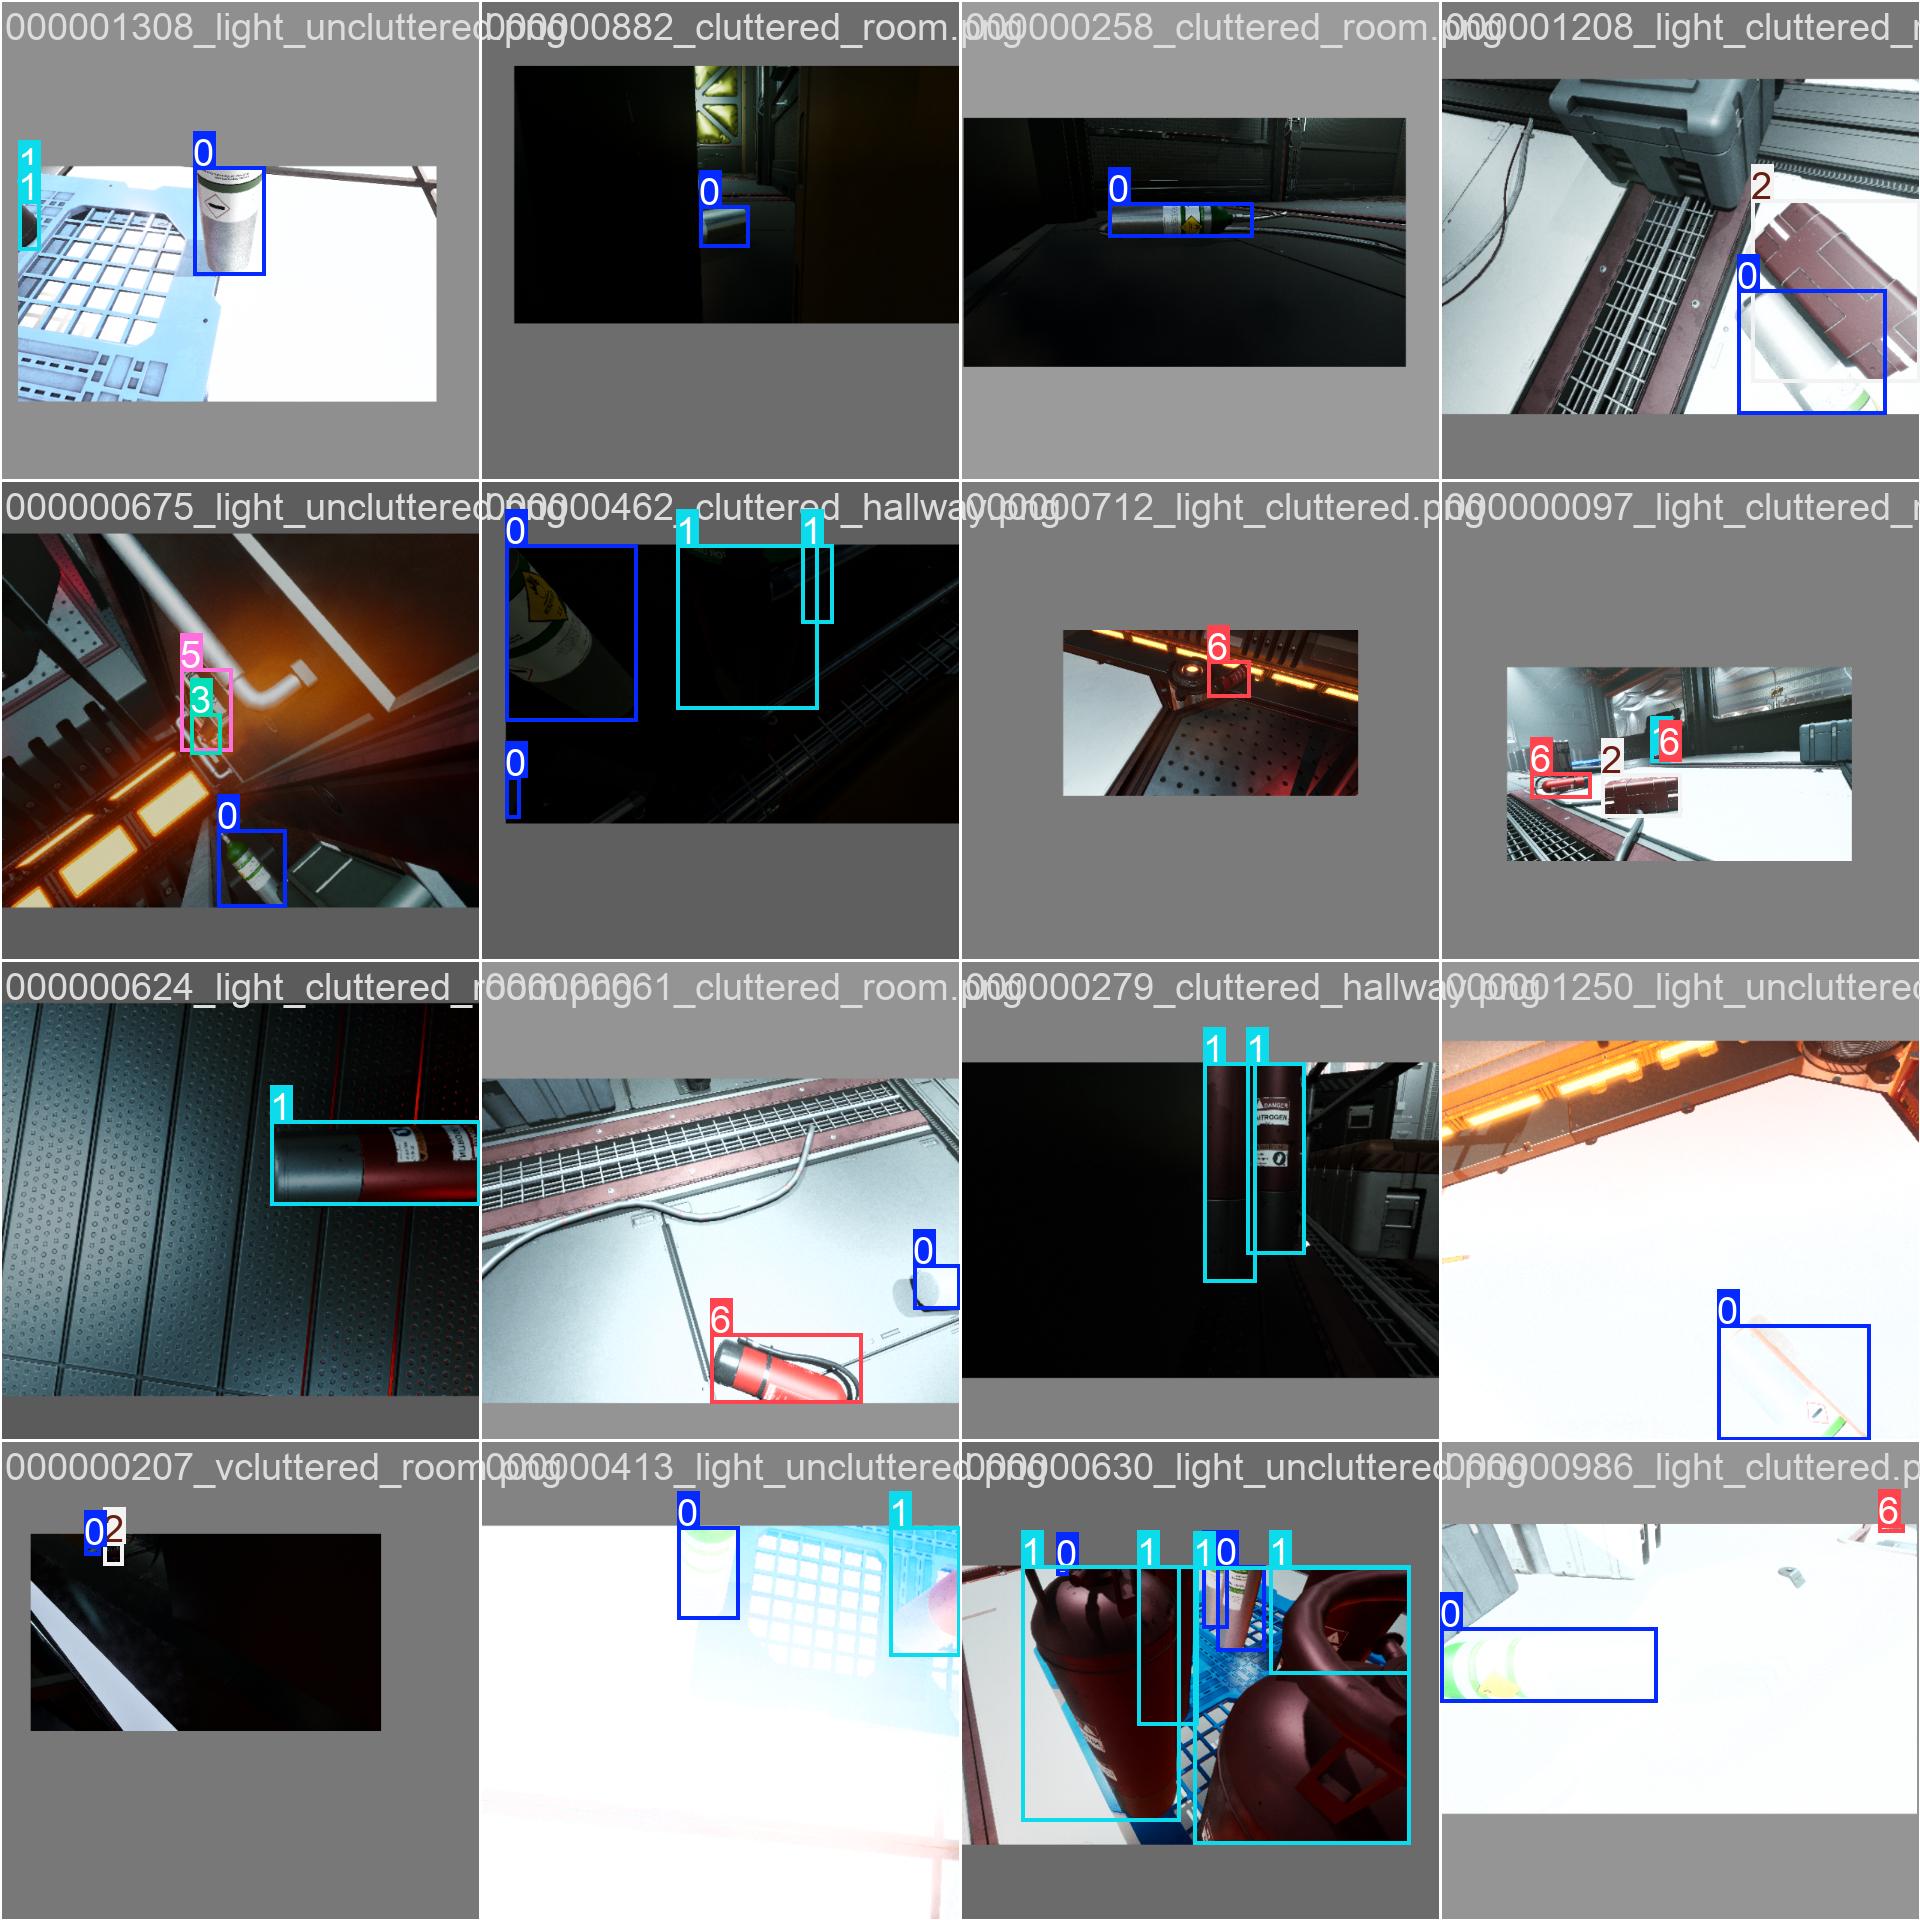 000001308_light_uncluttered.png
000000882_cluttered_room.png
000000258_cluttered_room.png
000001208_light_cluttered_r
1
1
0
0
0
2
0
000000675_light_uncluttered.png
000000462_cluttered_hallway.png
000000712_light_cluttered.png
000000097_light_cluttered_r
5
3
0
0
1
1
0
6
6
2
6
000000624_light_cluttered_room.png
000000061_cluttered_room.png
000000279_cluttered_hallway.png
000001250_light_uncluttered
1
0
6
1
1
DANGER
NITROGEN
0
000000207_vcluttered_room.png
000000413_light_uncluttered.png
000000630_light_uncluttered.png
000000986_light_cluttered.p
0
2
0
1
1
0
1
1
0
1
6
0